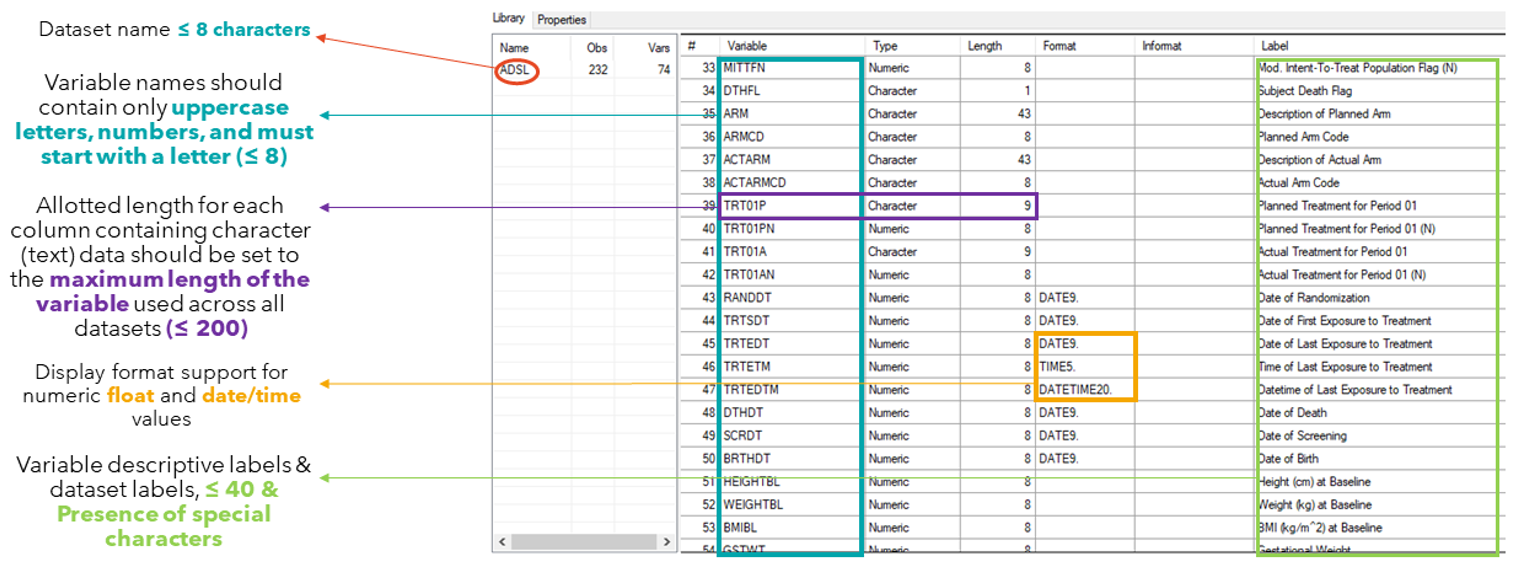 Dataset name ≤ 8 characters
Variable names should
contain only uppercase
letters, numbers, and must
start with a letter (≤ 8)
Allotted length for each
column containing character
(text) data should be set to
the maximum length of the
variable used across all
datasets (≤ 200)
Display format support for
numeric float and date/time
values
Variable descriptive labels &
dataset labels, ≤ 40 &
Presence of special
characters
Library Properties
Name Obs Vars
ADSL 232 74
# Variable Type Length Format Informat Label
33 MITTFN Numeric 8 Mod. Intent-To-Treat Population Flag (N)
34 DTHFL Character 1 Subject Death Flag
35 ARM Character 43 Description of Planned Arm
36 ARMCD Character 8 Planned Arm Code
37 ACTARM Character 43 Description of Actual Arm
38 ACTARMCD Character 8 Actual Arm Code
39 TRT01P Character 9 Planned Treatment for Period 01
40 TRT01PN Numeric 8 Planned Treatment for Period 01 (N)
41 TRT01A Character 9 Actual Treatment for Period 01
42 TRT01AN Numeric 8 Actual Treatment for Period 01 (N)
43 RANDDT Numeric 8 DATE9. Date of Randomization
44 TRTSDT Numeric 8 DATE9. Date of First Exposure to Treatment
45 TRTEDT Numeric 8 DATE9. Date of Last Exposure to Treatment
46 TRTETM Numeric 8 TIME5. Time of Last Exposure to Treatment
47 TRTEDTM Numeric 8 DATETIME20. Datetime of Last Exposure to Treatment
48 DTHDT Numeric 8 DATE9. Date of Death
49 SCRDT Numeric 8 DATE9. Date of Screening
50 BRTHDT Numeric 8 DATE9. Date of Birth
51 HEIGHTBL Numeric 8 Height (cm) at Baseline
52 WEIGHTBL Numeric 8 Weight (kg) at Baseline
53 BMIBL Numeric 8 BMI (kg/m^2) at Baseline
54 GSTWT Numeric 8 Gestational Weight